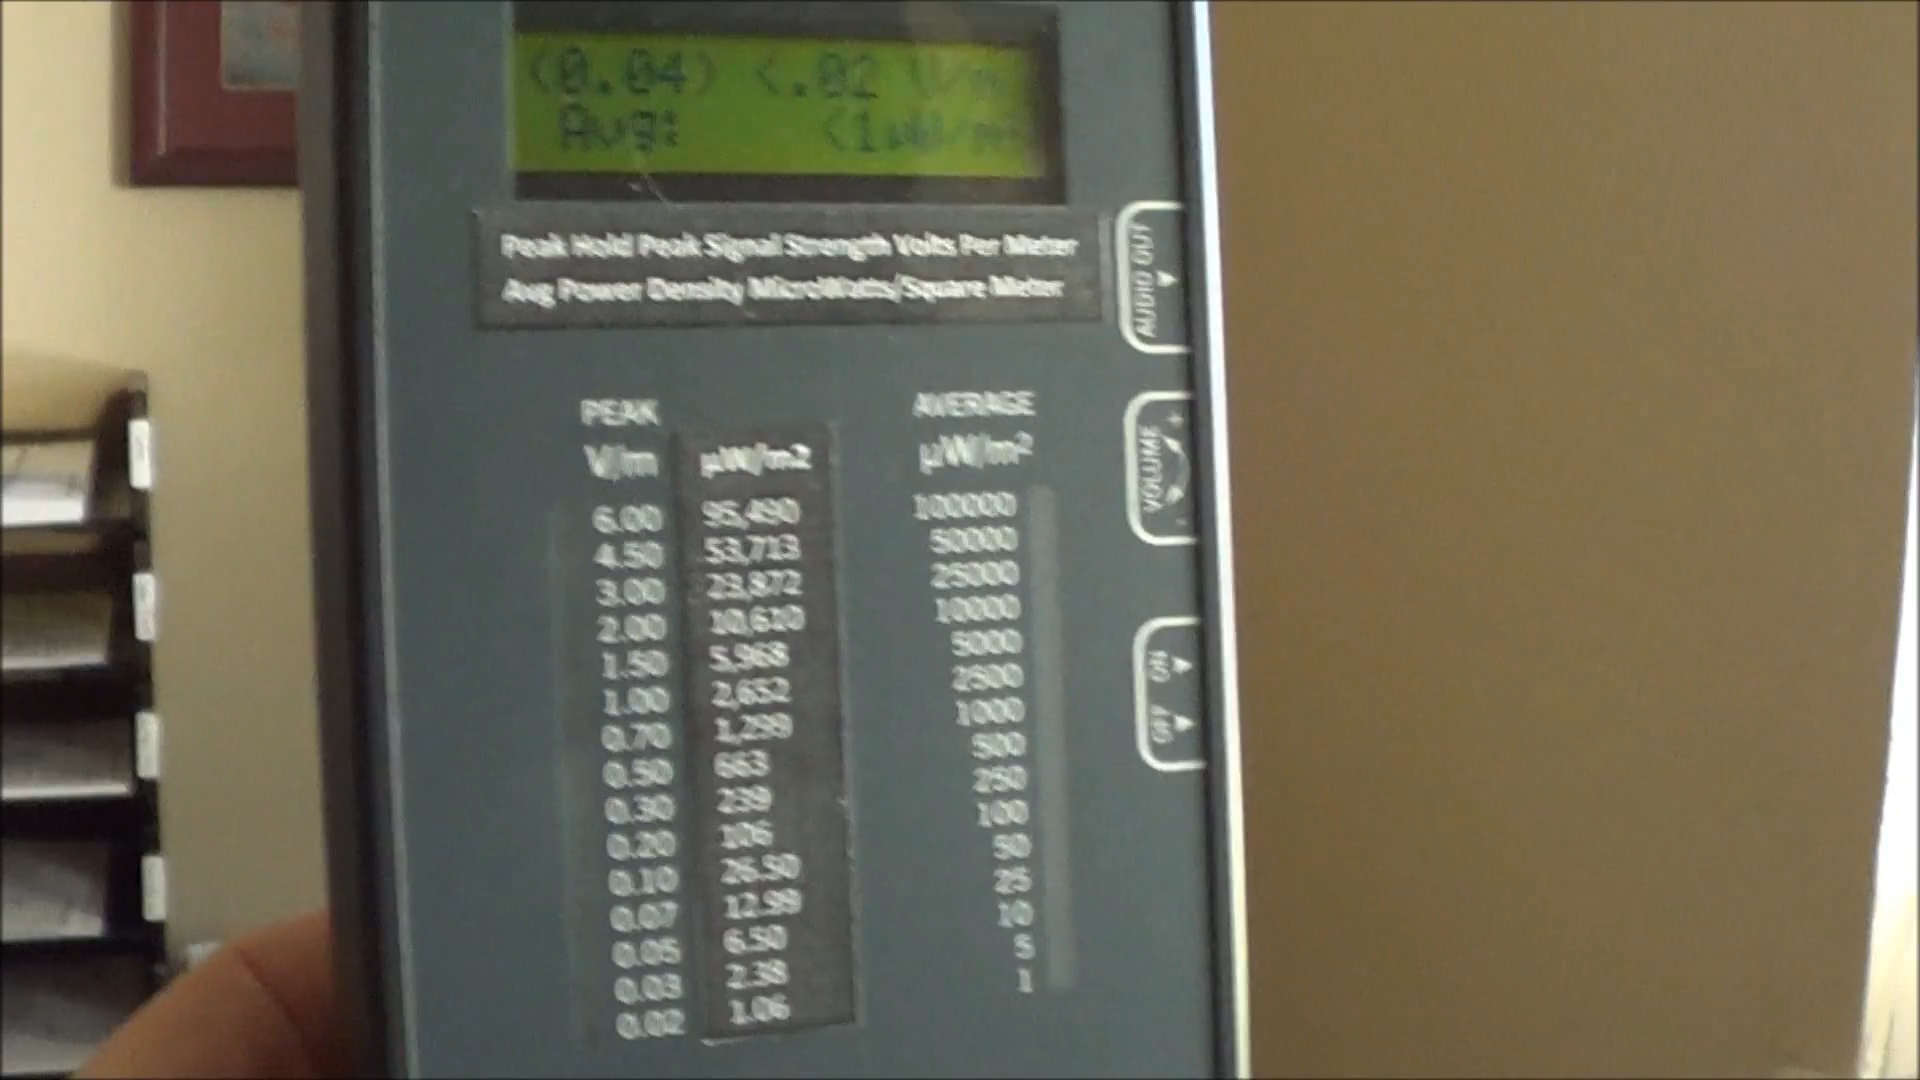 (0.04) <.02 V/m
Avg: <1µW/m²
Peak Hold Peak Signal Strength Volts Per Meter
Avg Power Density MicroWatts/Square Meter
AUDIO OUT
PEAK AVERAGE
V/m µW/m2 µW/m²
VOLUME + -
6.00 95,490 100000
4.50 53,713 50000
3.00 23,872 25000
2.00 10,610 10000
1.50 5,968 5000
1.00 2,652 2500
0.70 1,299 1000
0.50 663 500
0.30 239 250
0.20 106 100
0.10 26.50 50
0.07 12.99 25
0.05 6.50 10
0.03 2.38 5
0.02 1.06 1
OFF ON